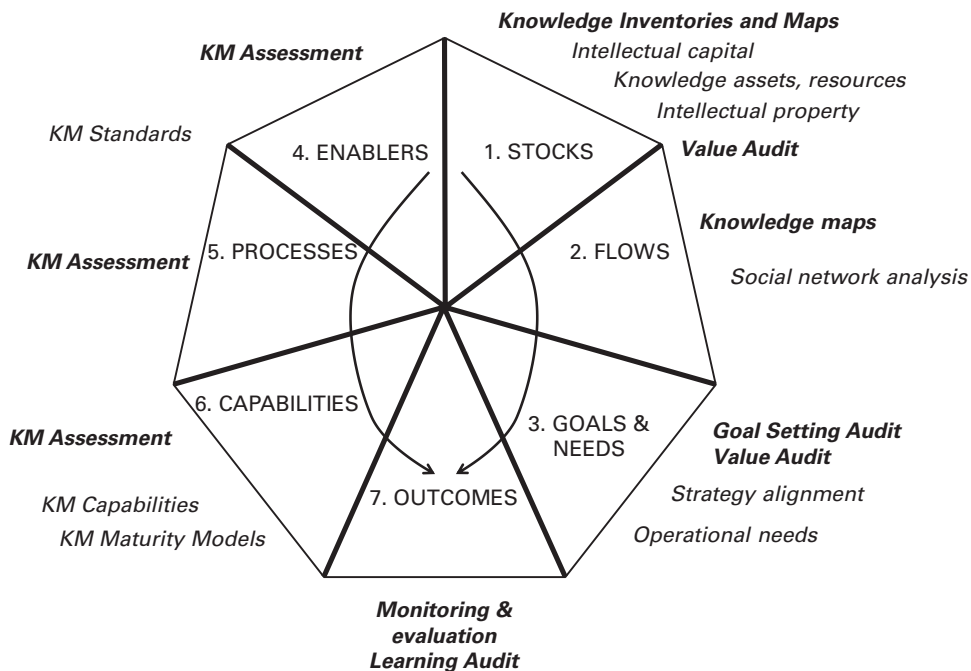 Knowledge Inventories and Maps
Intellectual capital
KM Assessment
Knowledge assets, resources
Intellectual property
KM Standards
4. ENABLERS
1. STOCKS
Value Audit
Knowledge maps
5. PROCESSES
2. FLOWS
KM Assessment
Social network analysis
6. CAPABILITIES
3. GOALS &
NEEDS
KM Assessment
Goal Setting Audit
Value Audit
7. OUTCOMES
Strategy alignment
KM Capabilities
KM Maturity Models
Operational needs
Monitoring &
evaluation
Learning Audit